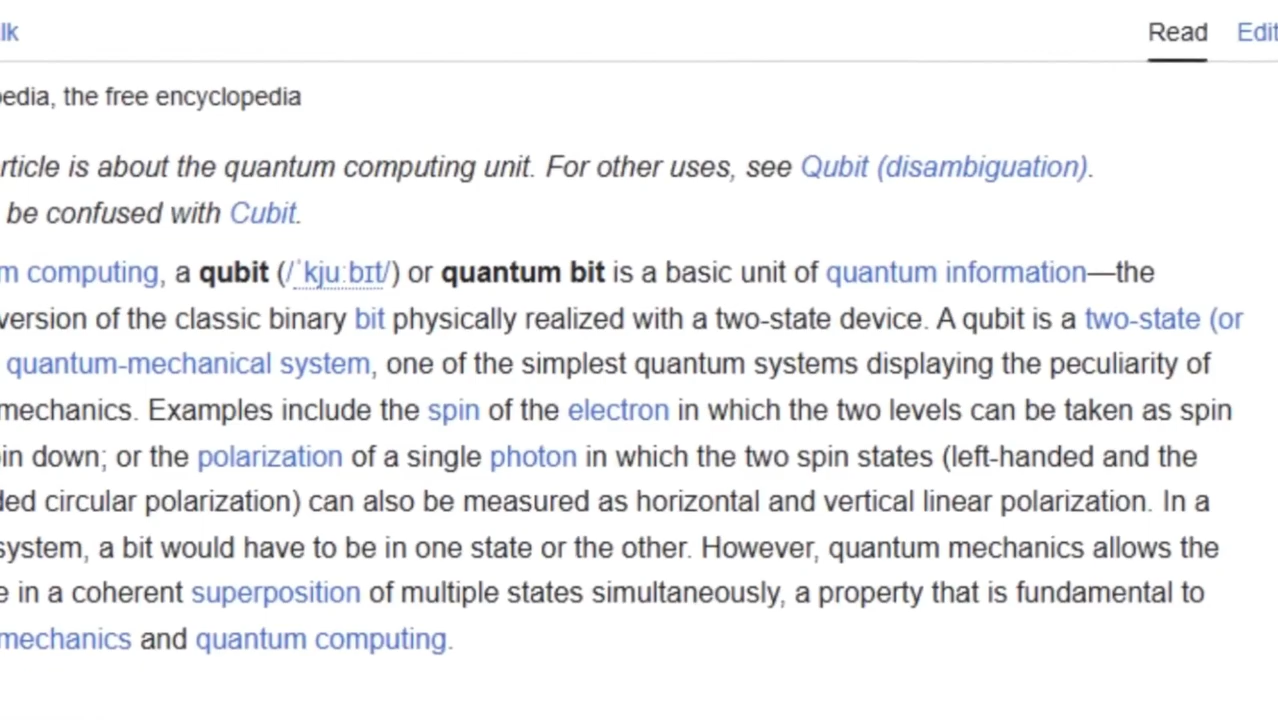 lk
Read Edit
pedia, the free encyclopedia
rticle is about the quantum computing unit. For other uses, see Qubit (disambiguation).
be confused with Cubit.
m computing, a qubit (/ˈkjuːbɪt/) or quantum bit is a basic unit of quantum information—the
version of the classic binary bit physically realized with a two-state device. A qubit is a two-state (or
quantum-mechanical system, one of the simplest quantum systems displaying the peculiarity of
mechanics. Examples include the spin of the electron in which the two levels can be taken as spin
in down; or the polarization of a single photon in which the two spin states (left-handed and the
ded circular polarization) can also be measured as horizontal and vertical linear polarization. In a
system, a bit would have to be in one state or the other. However, quantum mechanics allows the
e in a coherent superposition of multiple states simultaneously, a property that is fundamental to
mechanics and quantum computing.